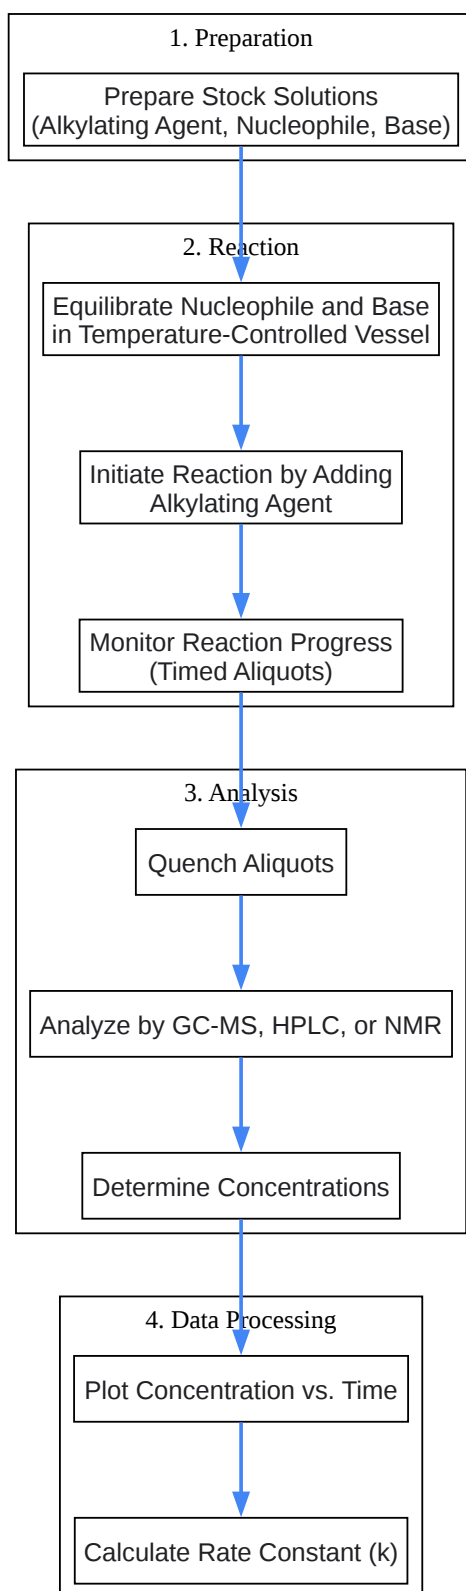 1. Preparation
Prepare Stock Solutions
(Alkylating Agent, Nucleophile, Base)
2. Reaction
Equilibrate Nucleophile and Base
in Temperature-Controlled Vessel
Initiate Reaction by Adding
Alkylating Agent
Monitor Reaction Progress
(Timed Aliquots)
3. Analysis
Quench Aliquots
Analyze by GC-MS, HPLC, or NMR
Determine Concentrations
4. Data Processing
Plot Concentration vs. Time
Calculate Rate Constant (k)